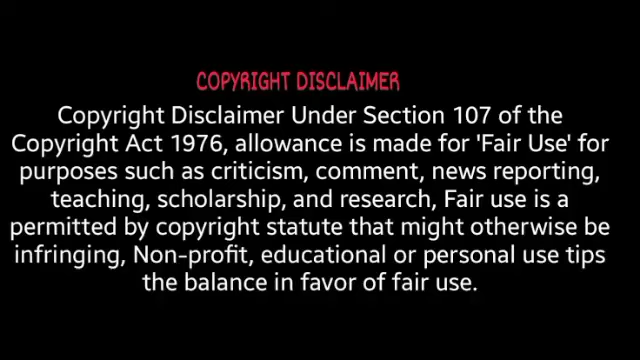 COPYRIGHT DISCLAIMER
Copyright Disclaimer Under Section 107 of the
Copyright Act 1976, allowance is made for 'Fair Use' for
purposes such as criticism, comment, news reporting,
teaching, scholarship, and research, Fair use is a
permitted by copyright statute that might otherwise be
infringing, Non-profit, educational or personal use tips
the balance in favor of fair use.